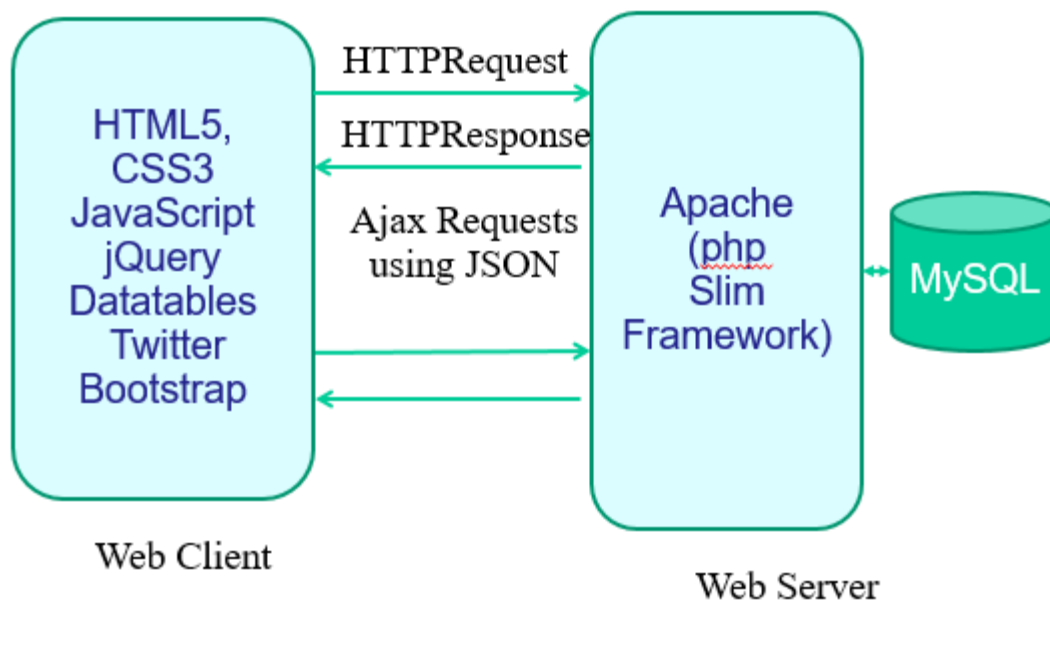 HTML5,
CSS3
JavaScript
jQuery
Datatables
Twitter
Bootstrap
Web Client
HTTPRequest
HTTPResponse
Ajax Requests
using JSON
Apache
(php
Slim
Framework)
Web Server
MySQL